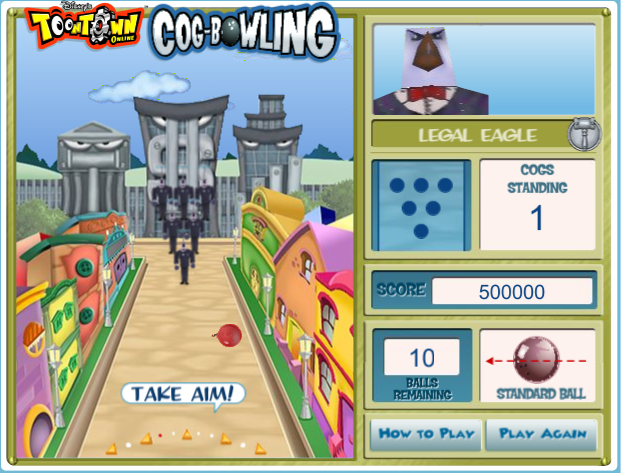 Disney's
TOONTOWN
ONLINE
COG-BOWLING
LEGAL EAGLE
COGS
STANDING
1
SCORE 500000
10
BALLS
REMAINING
STANDARD BALL
TAKE AIM!
HOW TO PLAY
PLAY AGAIN